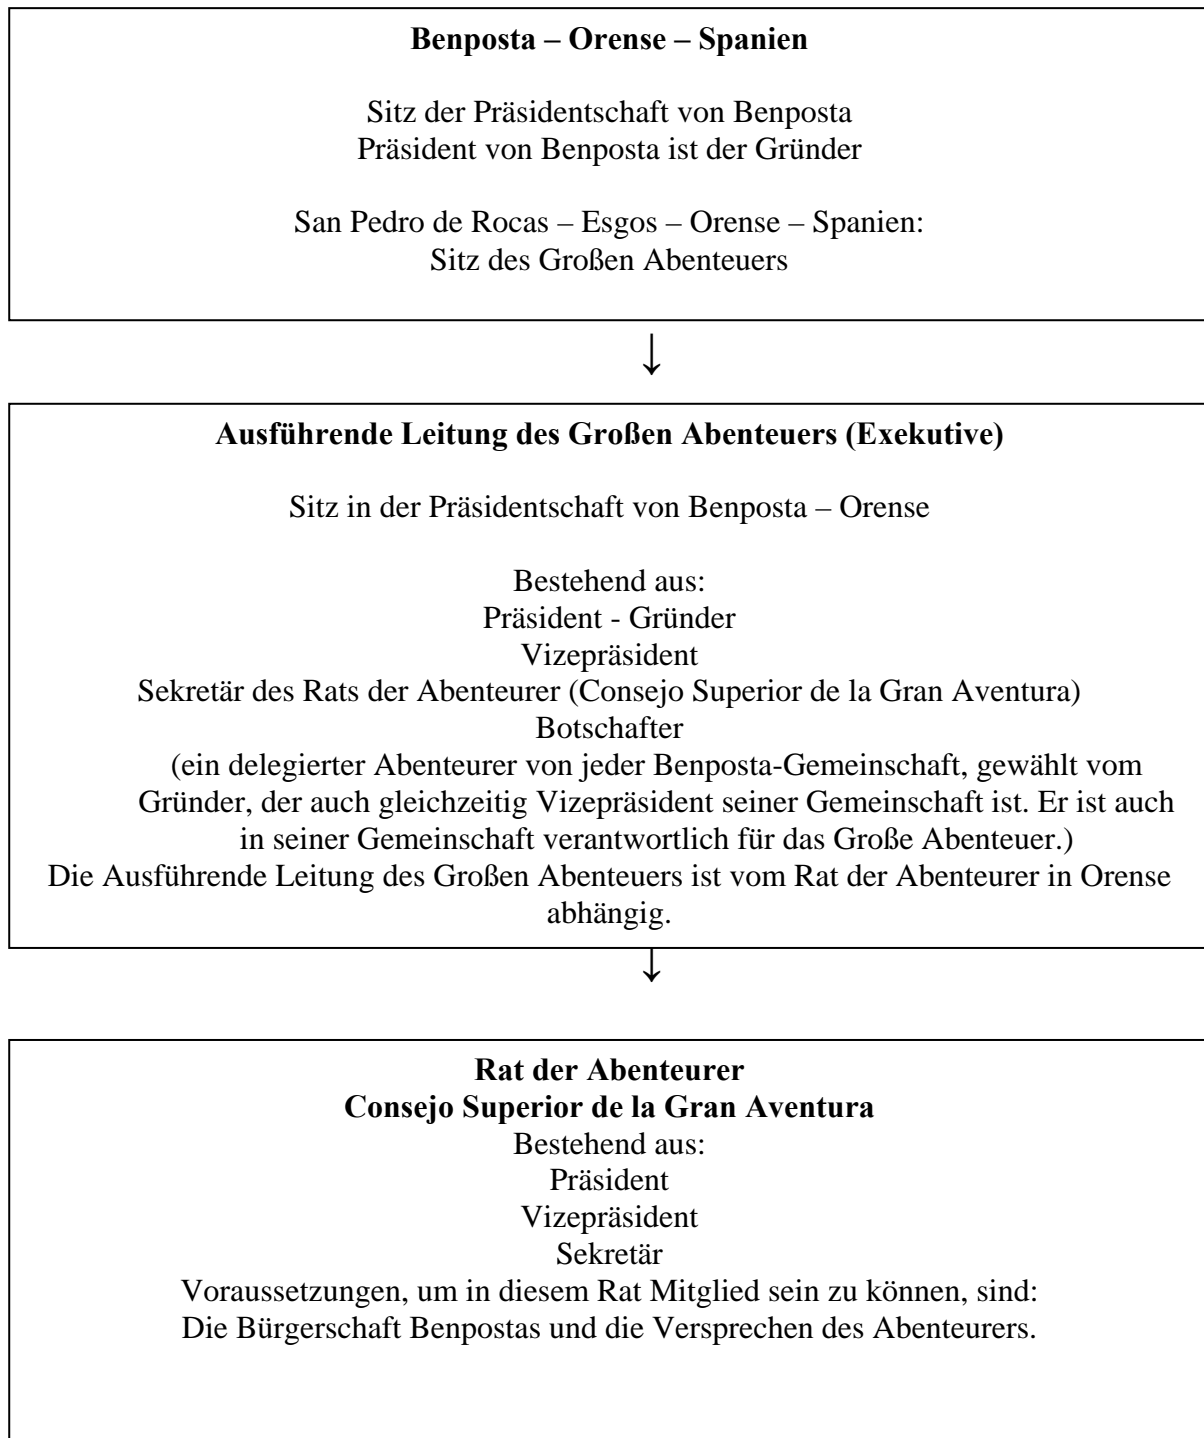 Benposta – Orense – Spanien
Sitz der Präsidentschaft von Benposta
Präsident von Benposta ist der Gründer
San Pedro de Rocas – Esgos – Orense – Spanien:
Sitz des Großen Abenteuers
↓
Ausführende Leitung des Großen Abenteuers (Exekutive)
Sitz in der Präsidentschaft von Benposta – Orense
Bestehend aus:
Präsident - Gründer
Vizepräsident
Sekretär des Rats der Abenteurer (Consejo Superior de la Gran Aventura)
Botschafter
(ein delegierter Abenteurer von jeder Benposta-Gemeinschaft, gewählt vom
Gründer, der auch gleichzeitig Vizepräsident seiner Gemeinschaft ist. Er ist auch
in seiner Gemeinschaft verantwortlich für das Große Abenteuer.)
Die Ausführende Leitung des Großen Abenteuers ist vom Rat der Abenteurer in Orense
abhängig.
↓
Rat der Abenteurer
Consejo Superior de la Gran Aventura
Bestehend aus:
Präsident
Vizepräsident
Sekretär
Voraussetzungen, um in diesem Rat Mitglied sein zu können, sind:
Die Bürgerschaft Benpostas und die Versprechen des Abenteurers.